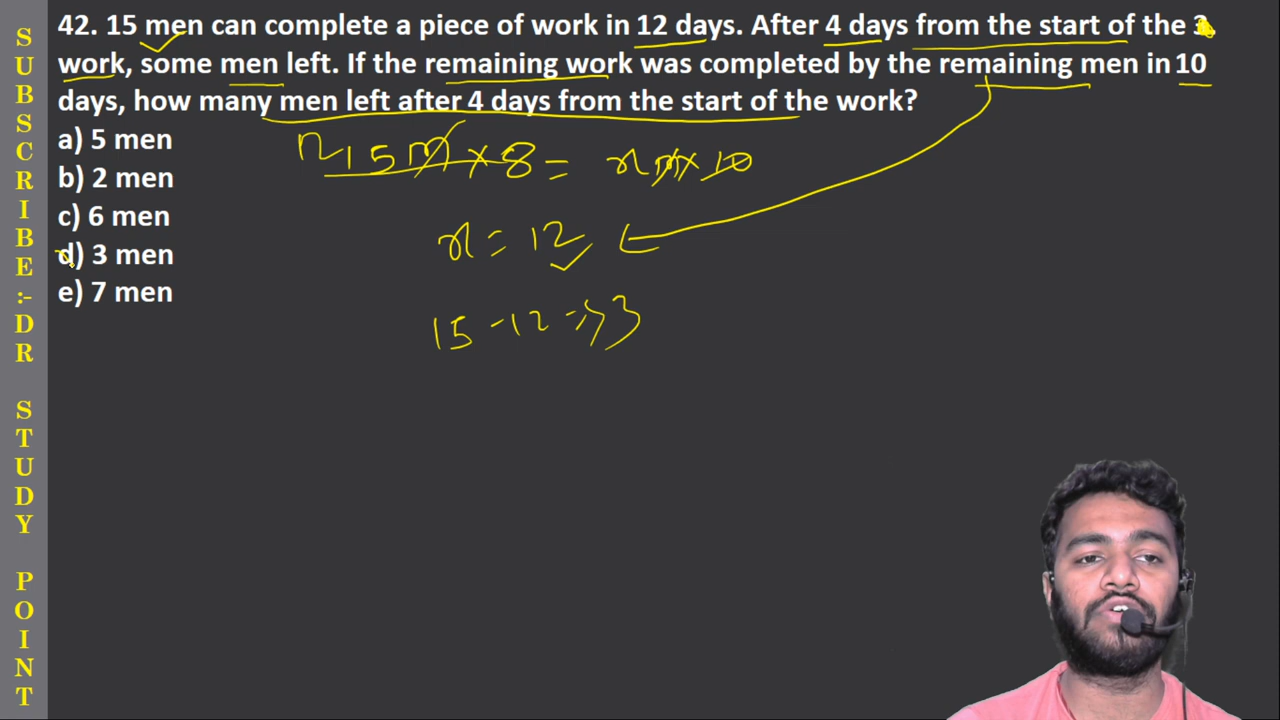 42. 15 men can complete a piece of work in 12 days. After 4 days from the start of the
work, some men left. If the remaining work was completed by the remaining men in 10
days, how many men left after 4 days from the start of the work?
a) 5 men
b) 2 men
c) 6 men
d) 3 men
e) 7 men
15 m × 8 = x m × 10
x = 12
15 - 12 => 3
SUBSCRIBE :- DR STUDY POINT